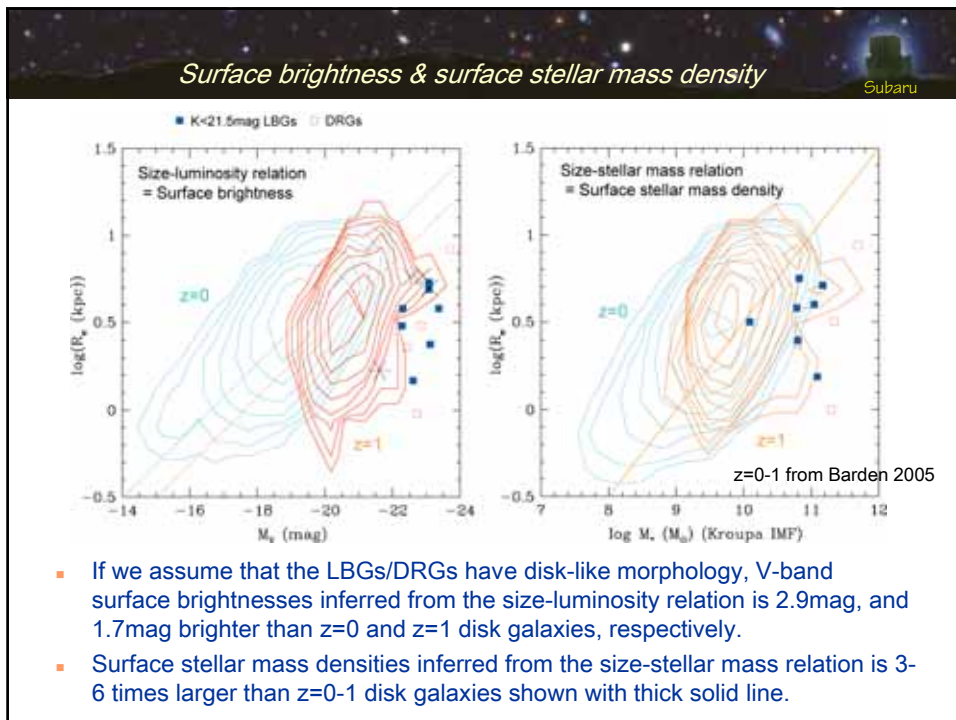 Surface brightness & surface stellar mass density
Subaru
K<21.5mag LBGs DRGs
Size-luminosity relation
= Surface brightness
1.5
1
0.5
0
-0.5
log(Re (kpc))
z=0
z=1
-14 -16 -18 -20 -22 -24
Mv (mag)
Size-stellar mass relation
= Surface stellar mass density
1.5
1
0.5
0
-0.5
log(Re (kpc))
z=0
z=1
z=0-1 from Barden 2005
7 8 9 10 11 12
log M* (M⊙) (Kroupa IMF)
If we assume that the LBGs/DRGs have disk-like morphology, V-band
surface brightnesses inferred from the size-luminosity relation is 2.9mag, and
1.7mag brighter than z=0 and z=1 disk galaxies, respectively.
Surface stellar mass densities inferred from the size-stellar mass relation is 3-
6 times larger than z=0-1 disk galaxies shown with thick solid line.